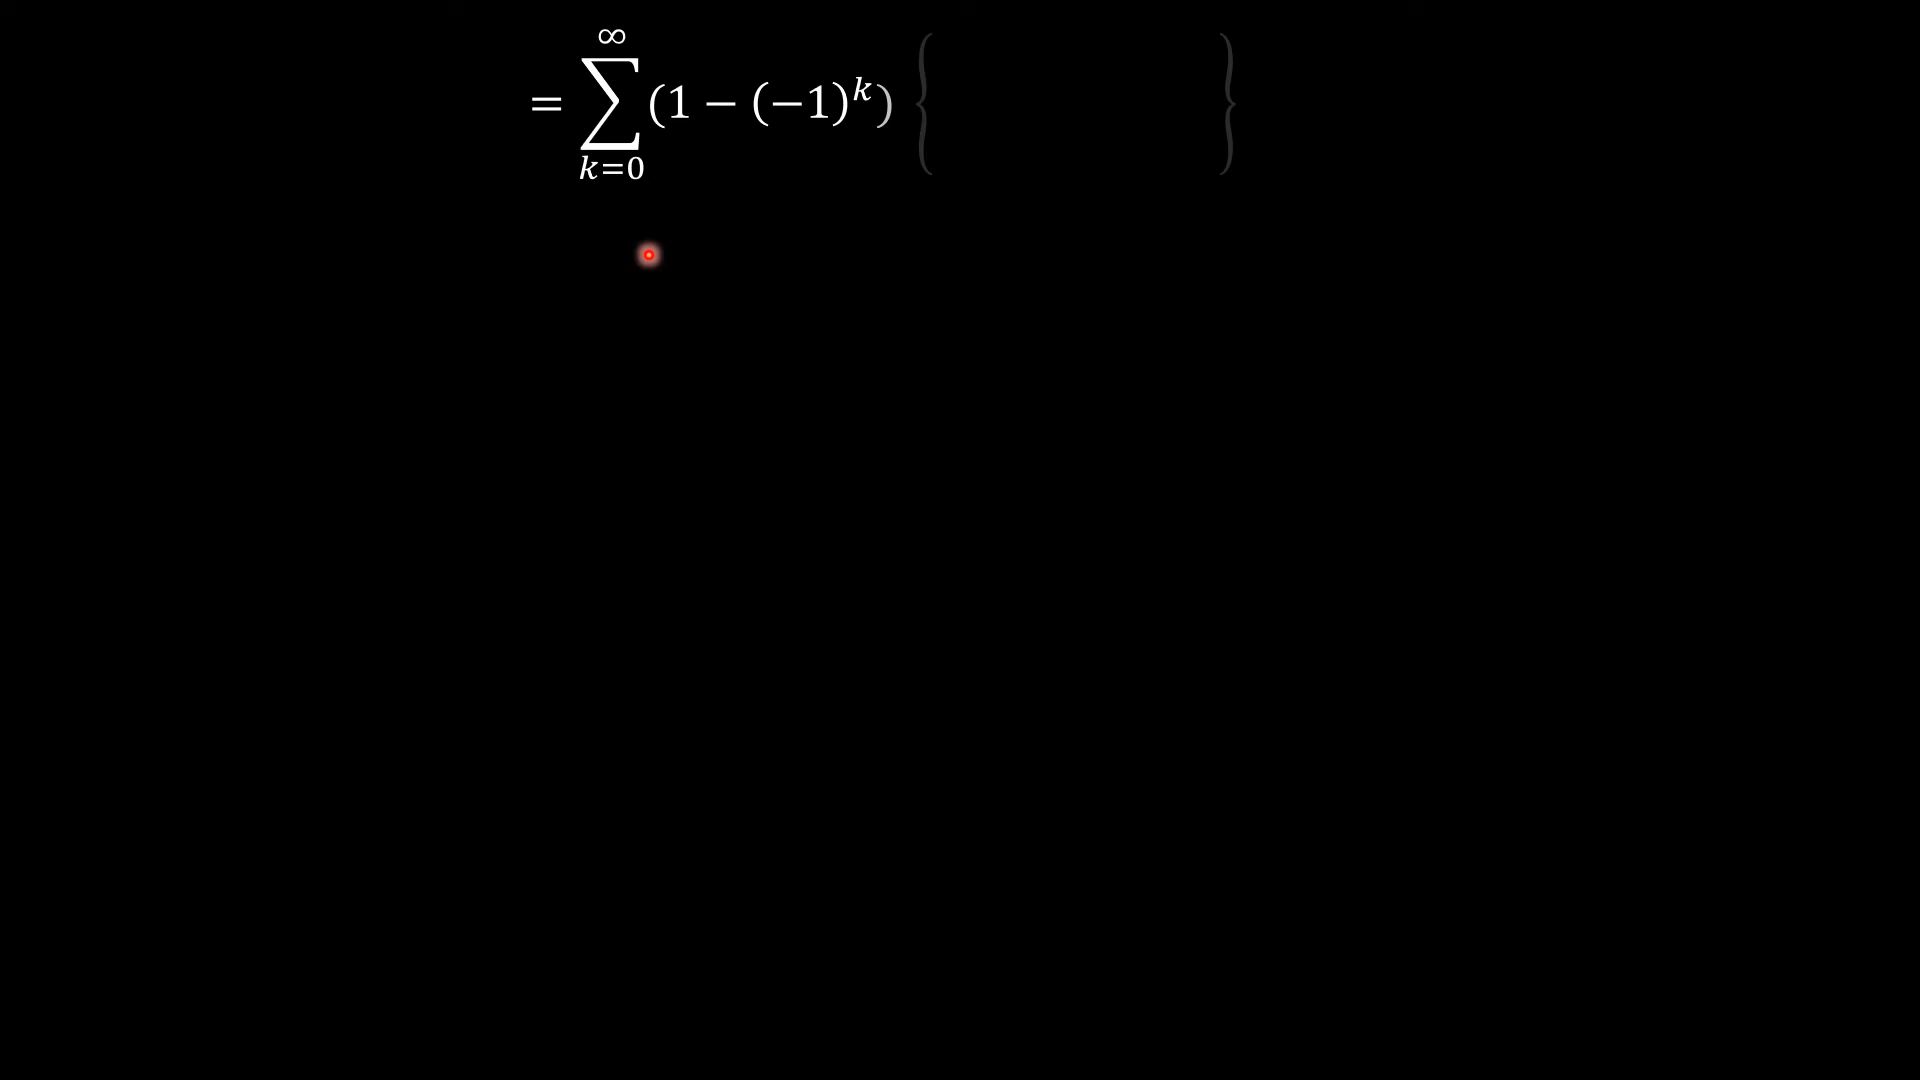 = ∑_{k=0}^{∞} (1 − (−1)^k) { }